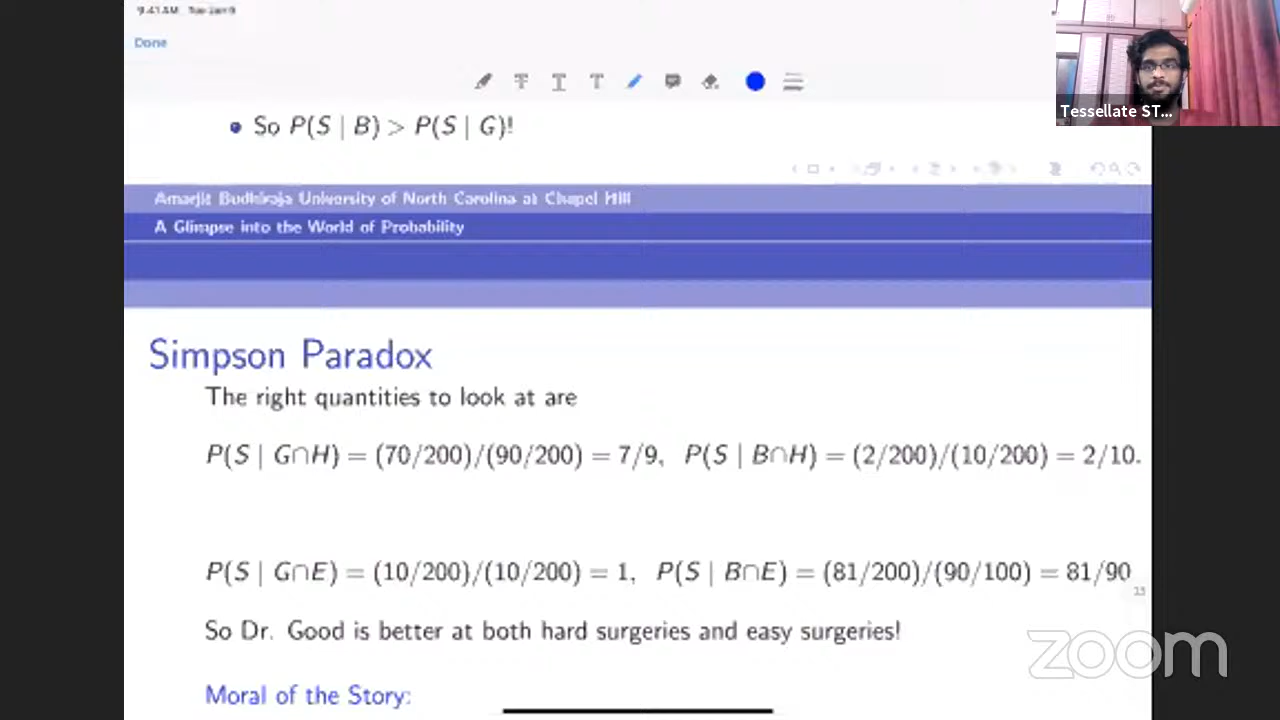 9:41 AM Tue Jan 9
Done
So P(S | B) > P(S | G)!
Tessellate ST...
Amarjit Budhiraja University of North Carolina at Chapel Hill
A Glimpse into the World of Probability
Simpson Paradox
The right quantities to look at are
P(S | G∩H) = (70/200)/(90/200) = 7/9, P(S | B∩H) = (2/200)/(10/200) = 2/10.
P(S | G∩E) = (10/200)/(10/200) = 1, P(S | B∩E) = (81/200)/(90/100) = 81/90
So Dr. Good is better at both hard surgeries and easy surgeries!
Moral of the Story:
zoom